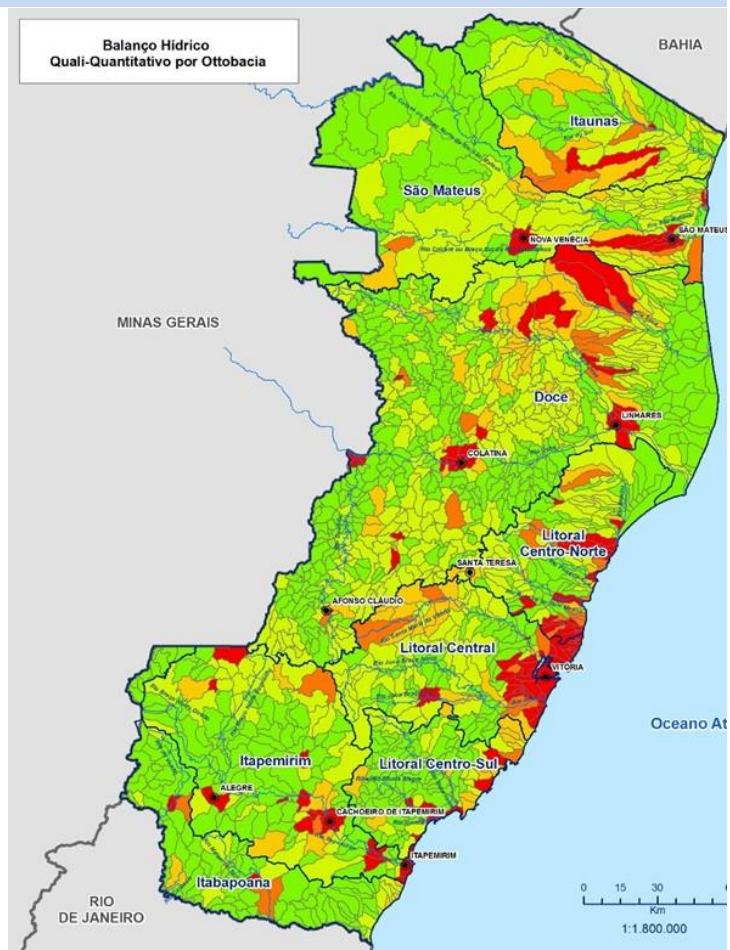 Balanço Hídrico
Quali-Quantitativo por Ottobacia
BAHIA
Itaunas
São Mateus
NOVA VENÉCIA
SÃO MATEUS
MINAS GERAIS
Doce
LINHARES
COLATINA
Litoral
Centro-Norte
SANTA TERESA
AFONSO CLÁUDIO
Litoral Central
VITÓRIA
Oceano At
Itapemirim
Litoral Centro-Sul
ALEGRE
CACHOEIRO DE ITAPEMIRIM
ITAPEMIRIM
Itabapoana
RIO
DE JANEIRO
0 15 30
Km
1:1.800.000